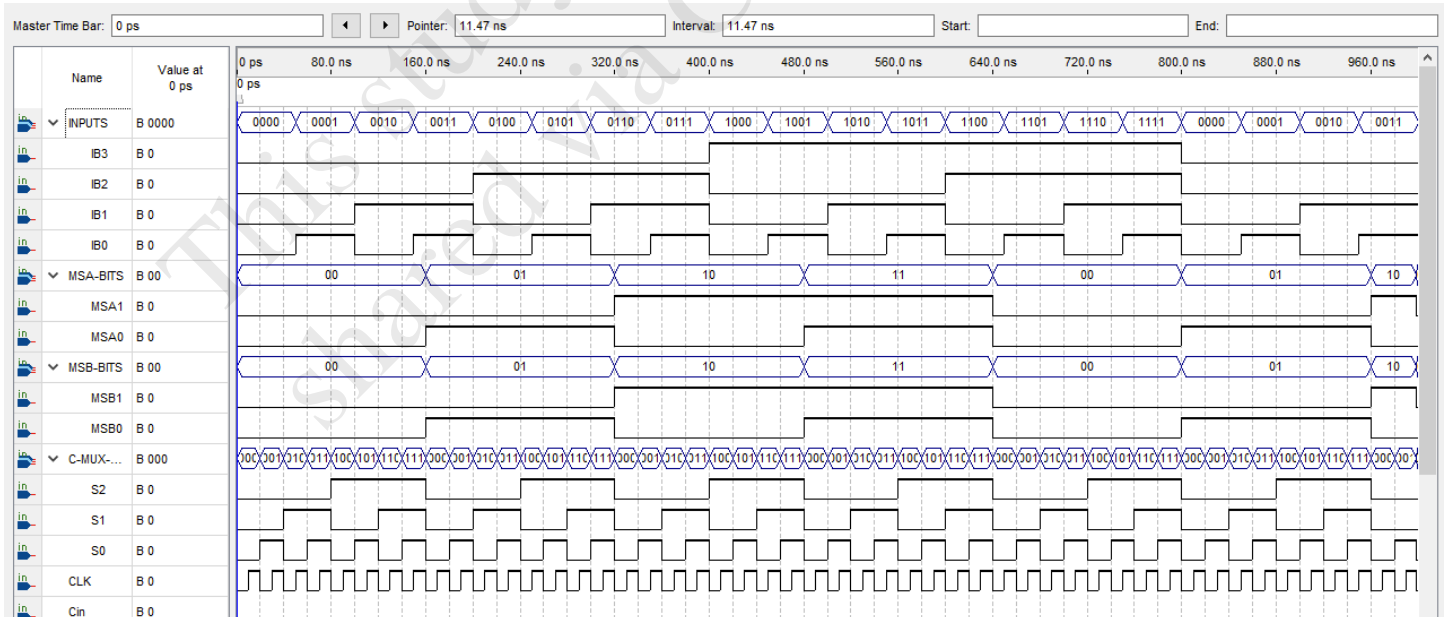 Master Time Bar: 0 ps Pointer: 11.47 ns Interval: 11.47 ns Start: End:
Name Value at 0 ps
0 ps 80.0 ns 160.0 ns 240.0 ns 320.0 ns 400.0 ns 480.0 ns 560.0 ns 640.0 ns 720.0 ns 800.0 ns 880.0 ns 960.0 ns
0 ps
INPUTS B 0000 0000 0001 0010 0011 0100 0101 0110 0111 1000 1001 1010 1011 1100 1101 1110 1111 0000 0001 0010 0011
IB3 B 0
IB2 B 0
IB1 B 0
IB0 B 0
MSA-BITS B 00 00 01 10 11 00 01 10
MSA1 B 0
MSA0 B 0
MSB-BITS B 00 00 01 10 11 00 01 10
MSB1 B 0
MSB0 B 0
C-MUX-... B 000
S2 B 0
S1 B 0
S0 B 0
CLK B 0
Cin B 0
This study
shared via